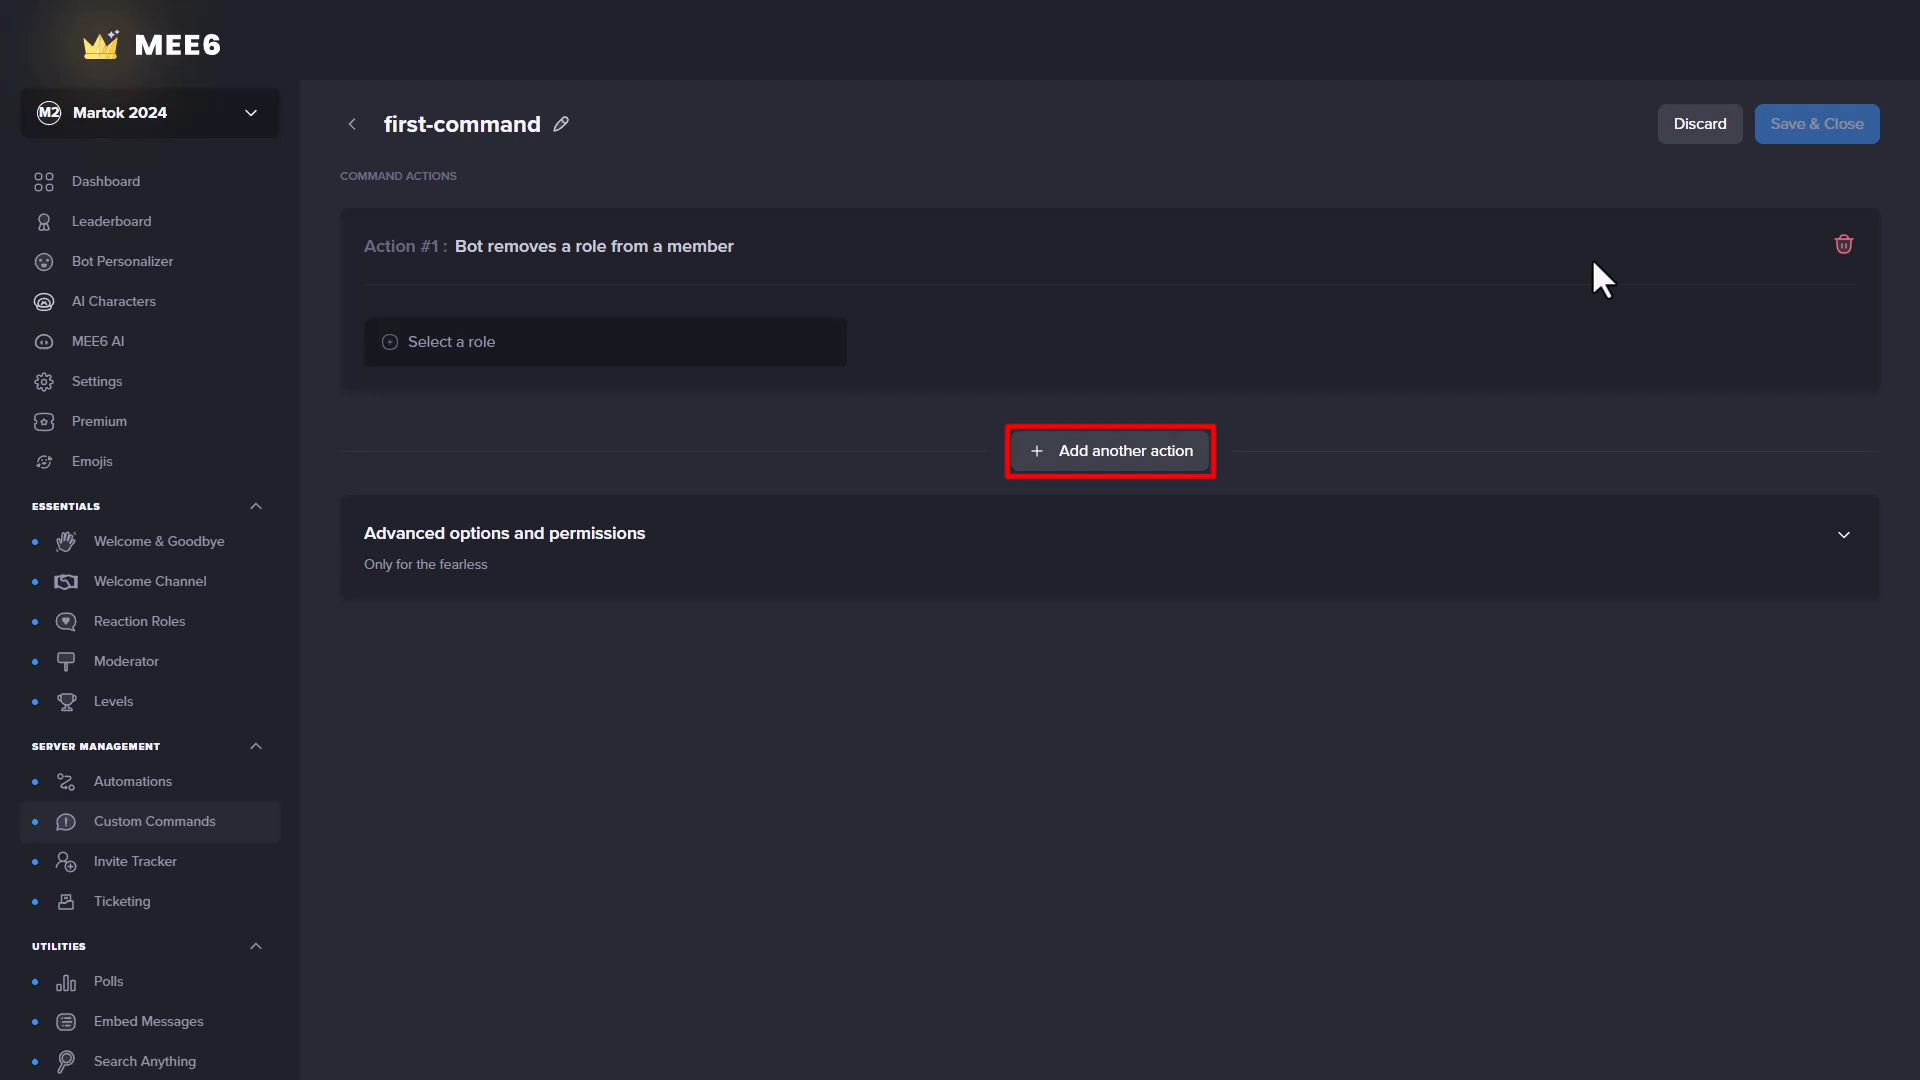 MEE6
M2 Martok 2024
Dashboard
Leaderboard
Bot Personalizer
AI Characters
MEE6 AI
Settings
Premium
Emojis
ESSENTIALS
Welcome & Goodbye
Welcome Channel
Reaction Roles
Moderator
Levels
SERVER MANAGEMENT
Automations
Custom Commands
Invite Tracker
Ticketing
UTILITIES
Polls
Embed Messages
Search Anything
first-command
Discard
Save & Close
COMMAND ACTIONS
Action #1 : Bot removes a role from a member
Select a role
+ Add another action
Advanced options and permissions
Only for the fearless